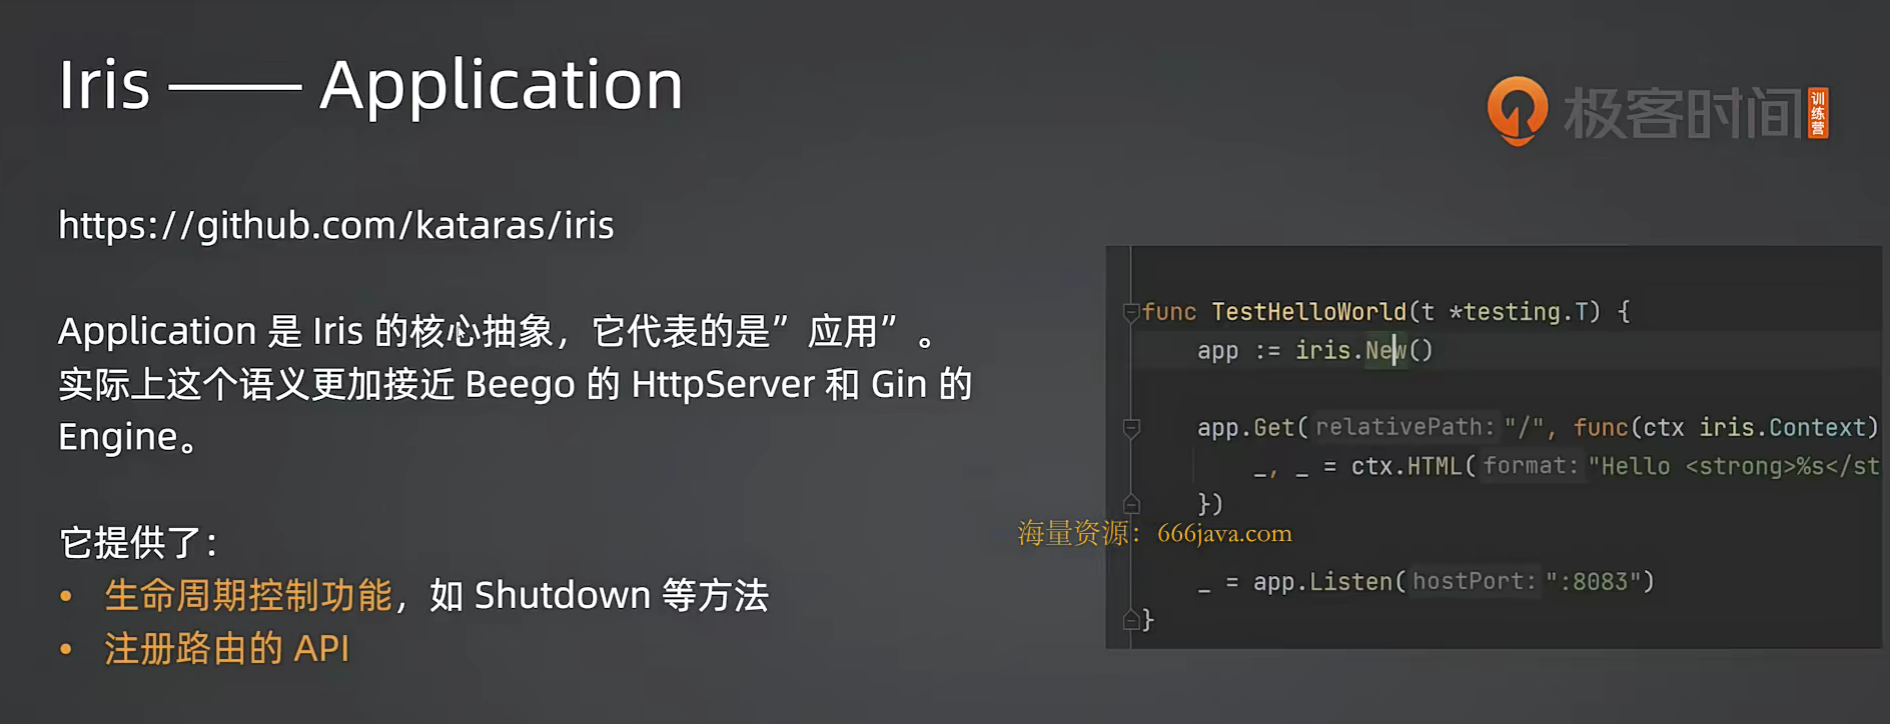 Iris —— Application
极客时间
训练营
https://github.com/kataras/iris
Application 是 Iris 的核心抽象，它代表的是”应用”。
实际上这个语义更加接近 Beego 的 HttpServer 和 Gin 的
Engine。
它提供了：
• 生命周期控制功能，如 Shutdown 等方法
• 注册路由的 API
func TestHelloWorld(t *testing.T) {
app := iris.New()
app.Get( relativePath: "/", func(ctx iris.Context)
_, _ = ctx.HTML( format: "Hello <strong>%s</st
})
海量资源：666java.com
_ = app.Listen( hostPort: ":8083")
}